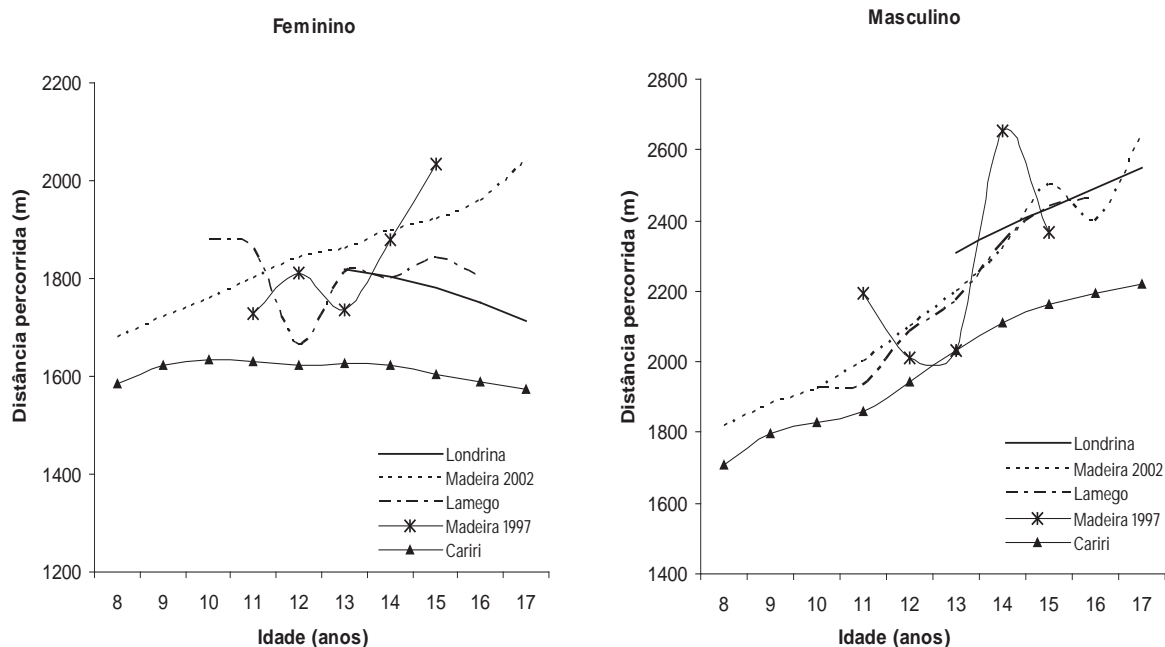 Feminino
Distância percorrida (m)
2200
2000
1800
1600
1400
1200
8 9 10 11 12 13 14 15 16 17
Idade (anos)
Londrina
Madeira 2002
Lamego
Madeira 1997
Cariri
Masculino
Distância percorrida (m)
2800
2600
2400
2200
2000
1800
1600
1400
8 9 10 11 12 13 14 15 16 17
Idade (anos)
Londrina
Madeira 2002
Lamego
Madeira 1997
Cariri